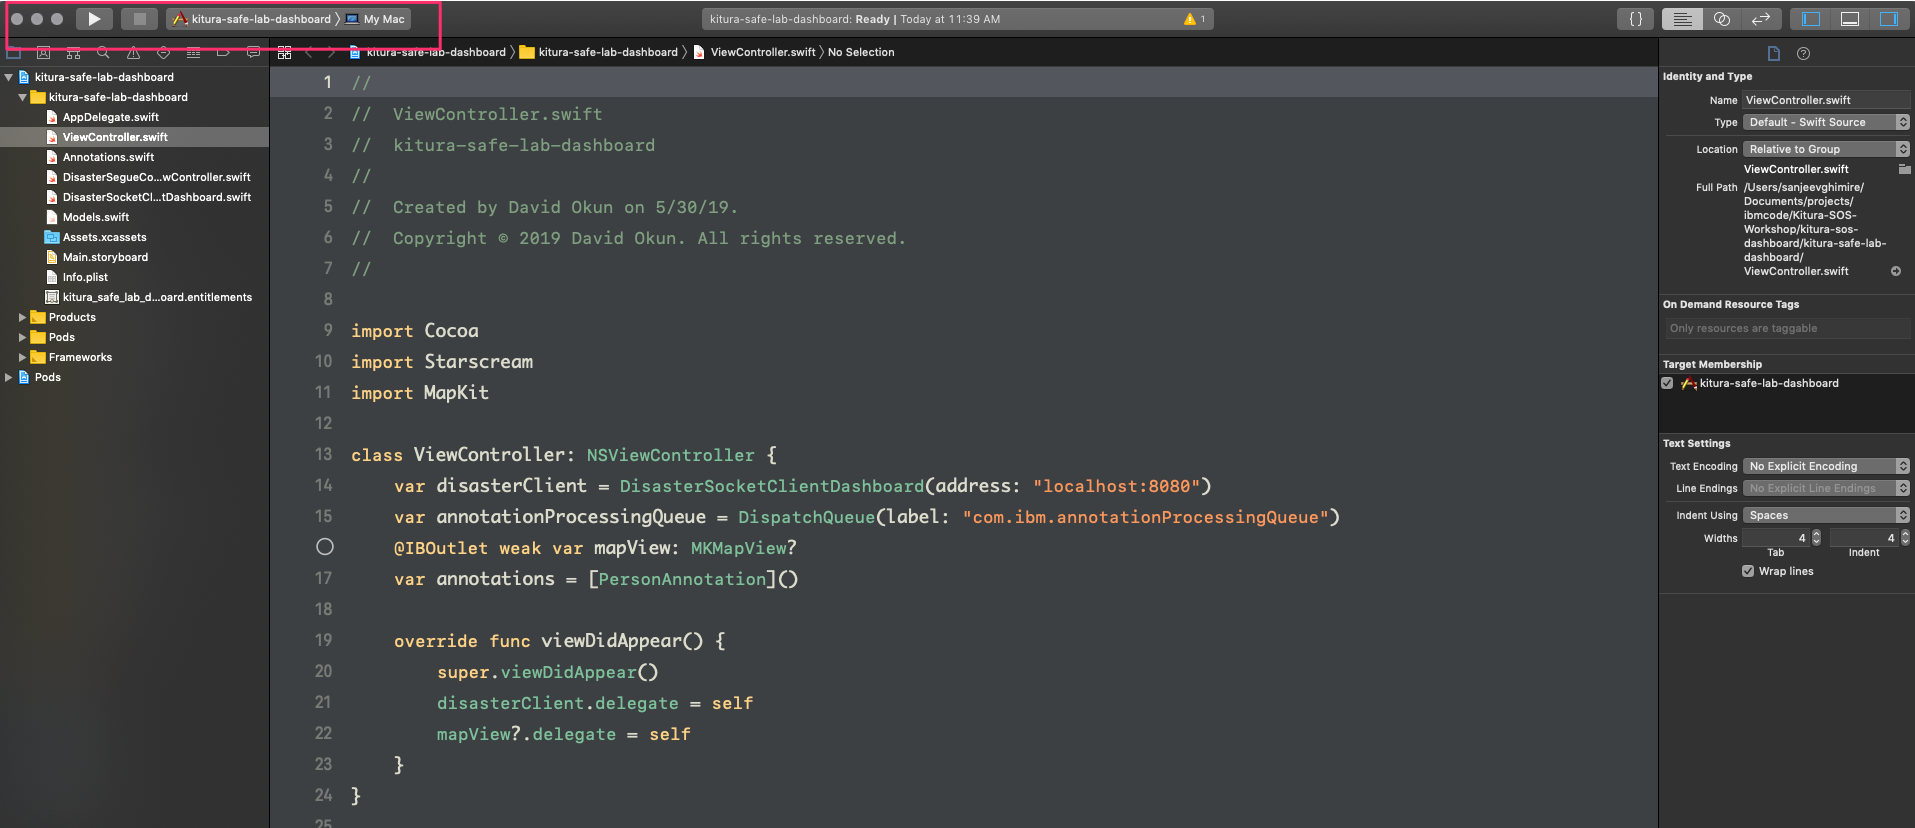 kitura-safe-lab-dashboard 〉 My Mac
kitura-safe-lab-dashboard: Ready | Today at 11:39 AM
1
{}
kitura-safe-lab-dashboard 〉 kitura-safe-lab-dashboard 〉 ViewController.swift 〉 No Selection
kitura-safe-lab-dashboard
kitura-safe-lab-dashboard
AppDelegate.swift
ViewController.swift
Annotations.swift
DisasterSegueCo...wController.swift
DisasterSocketCl...tDashboard.swift
Models.swift
Assets.xcassets
Main.storyboard
Info.plist
kitura_safe_lab_d...oard.entitlements
Products
Pods
Frameworks
Pods
1 //
2 //  ViewController.swift
3 //  kitura-safe-lab-dashboard
4 //
5 //  Created by David Okun on 5/30/19.
6 //  Copyright © 2019 David Okun. All rights reserved.
7 //
8
9 import Cocoa
10 import Starscream
11 import MapKit
12
13 class ViewController: NSViewController {
14     var disasterClient = DisasterSocketClientDashboard(address: "localhost:8080")
15     var annotationProcessingQueue = DispatchQueue(label: "com.ibm.annotationProcessingQueue")
@IBOutlet weak var mapView: MKMapView?
17     var annotations = [PersonAnnotation]()
18
19     override func viewDidAppear() {
20         super.viewDidAppear()
21         disasterClient.delegate = self
22         mapView?.delegate = self
23     }
24 }
25
Identity and Type
Name ViewController.swift
Type Default - Swift Source
Location Relative to Group
ViewController.swift
Full Path /Users/sanjeevghimire/
Documents/projects/
ibmcode/Kitura-SOS-
Workshop/kitura-sos-
dashboard/kitura-safe-lab-
dashboard/
ViewController.swift
On Demand Resource Tags
Only resources are taggable
Target Membership
kitura-safe-lab-dashboard
Text Settings
Text Encoding No Explicit Encoding
Line Endings No Explicit Line Endings
Indent Using Spaces
Widths 4 4
Tab Indent
Wrap lines